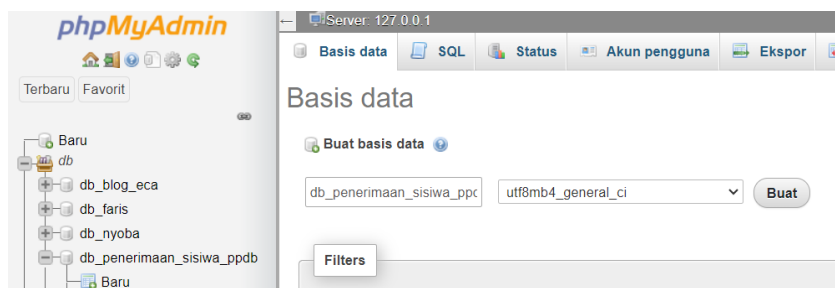 phpMyAdmin
Terbaru Favorit
Baru
db
db_blog_eca
db_faris
db_nyoba
db_penerimaan_sisiwa_ppdb
Baru
Server: 127.0.0.1
Basis data SQL Status Akun pengguna Ekspor
Basis data
Buat basis data
db_penerimaan_sisiwa_ppd utf8mb4_general_ci Buat
Filters